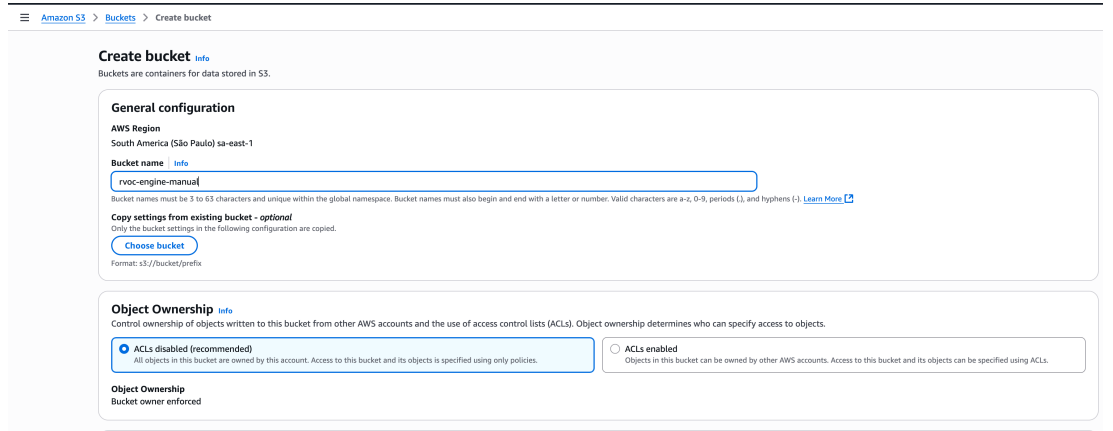 Amazon S3 > Buckets > Create bucket
Create bucket Info
Buckets are containers for data stored in S3.
General configuration
AWS Region
South America (São Paulo) sa-east-1
Bucket name | Info
rvoc-engine-manual
Bucket names must be 3 to 63 characters and unique within the global namespace. Bucket names must also begin and end with a letter or number. Valid characters are a-z, 0-9, periods (.), and hyphens (-). Learn More
Copy settings from existing bucket - optional
Only the bucket settings in the following configuration are copied.
Choose bucket
Format: s3://bucket/prefix
Object Ownership Info
Control ownership of objects written to this bucket from other AWS accounts and the use of access control lists (ACLs). Object ownership determines who can specify access to objects.
ACLs disabled (recommended)
All objects in this bucket are owned by this account. Access to this bucket and its objects is specified using only policies.
ACLs enabled
Objects in this bucket can be owned by other AWS accounts. Access to this bucket and its objects can be specified using ACLs.
Object Ownership
Bucket owner enforced